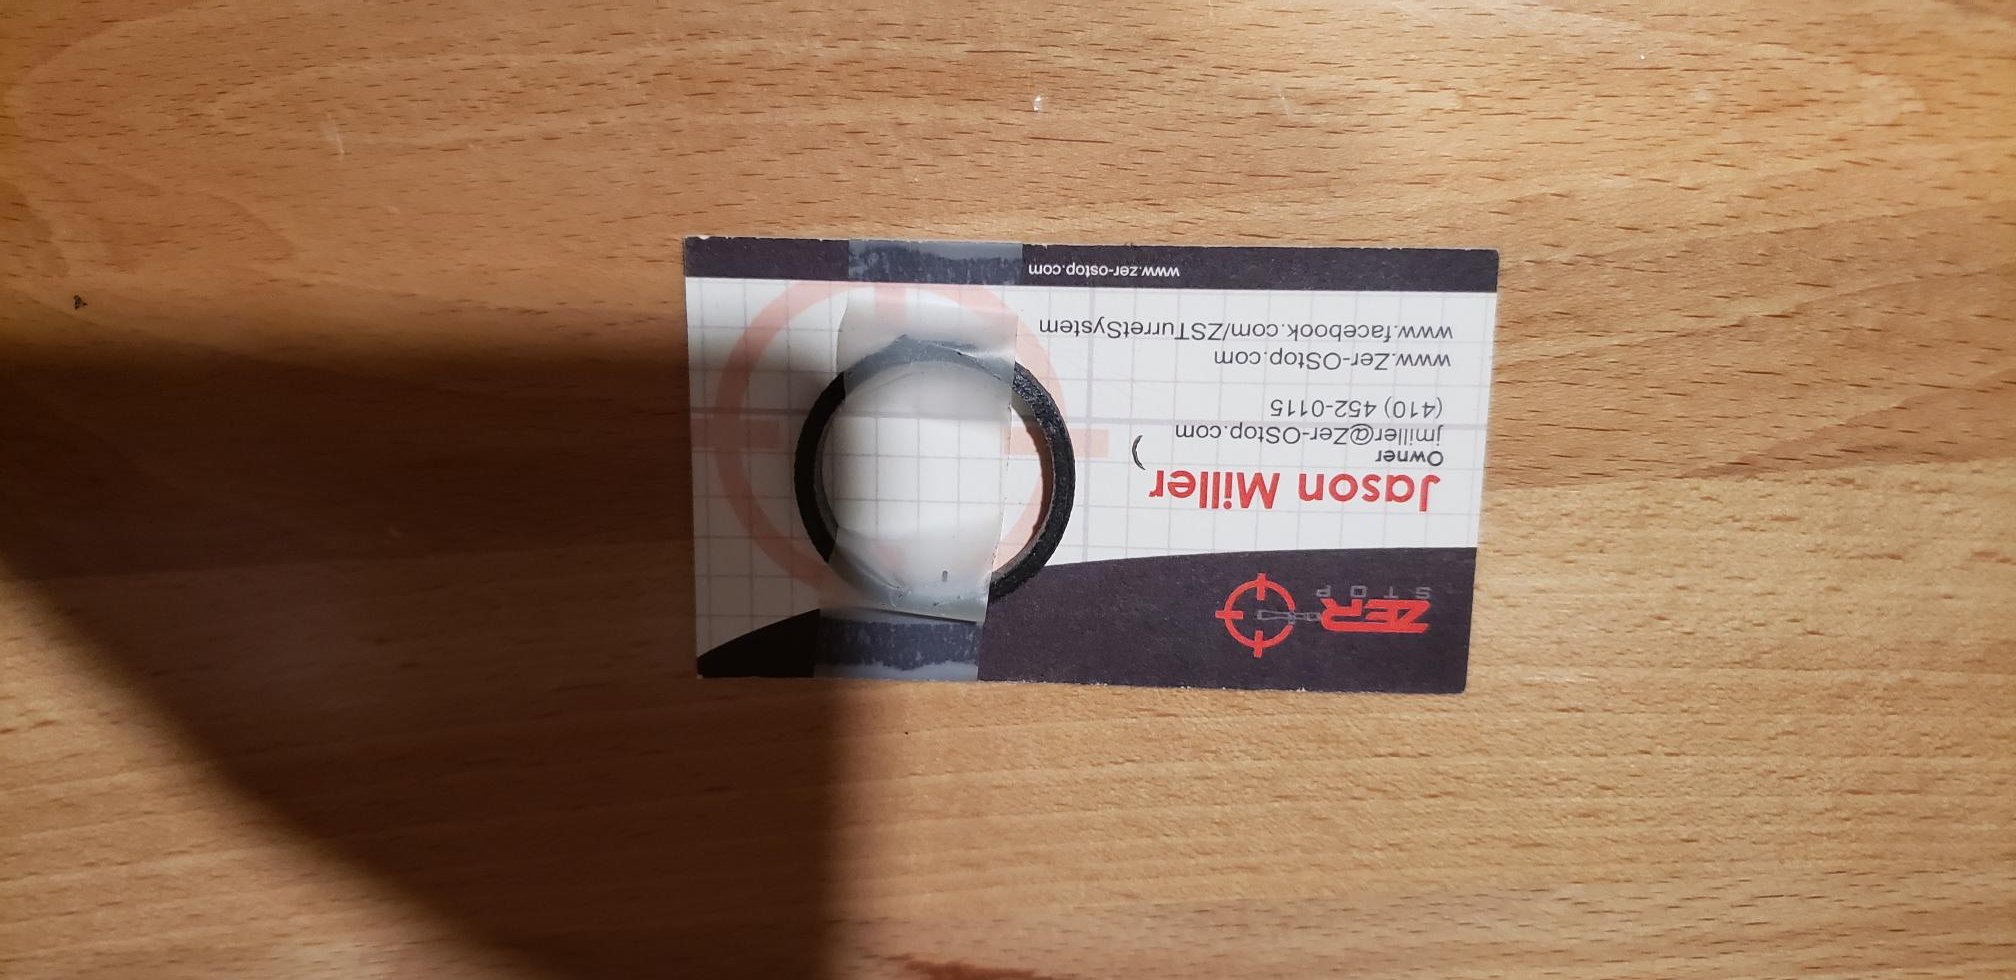 ZER
STOP
Jason Miller
Owner
jmiller@Zer-OStop.com
(410) 452-0115
www.Zer-OStop.com
www.facebook.com/ZSTurretSystem
www.zer-ostop.com